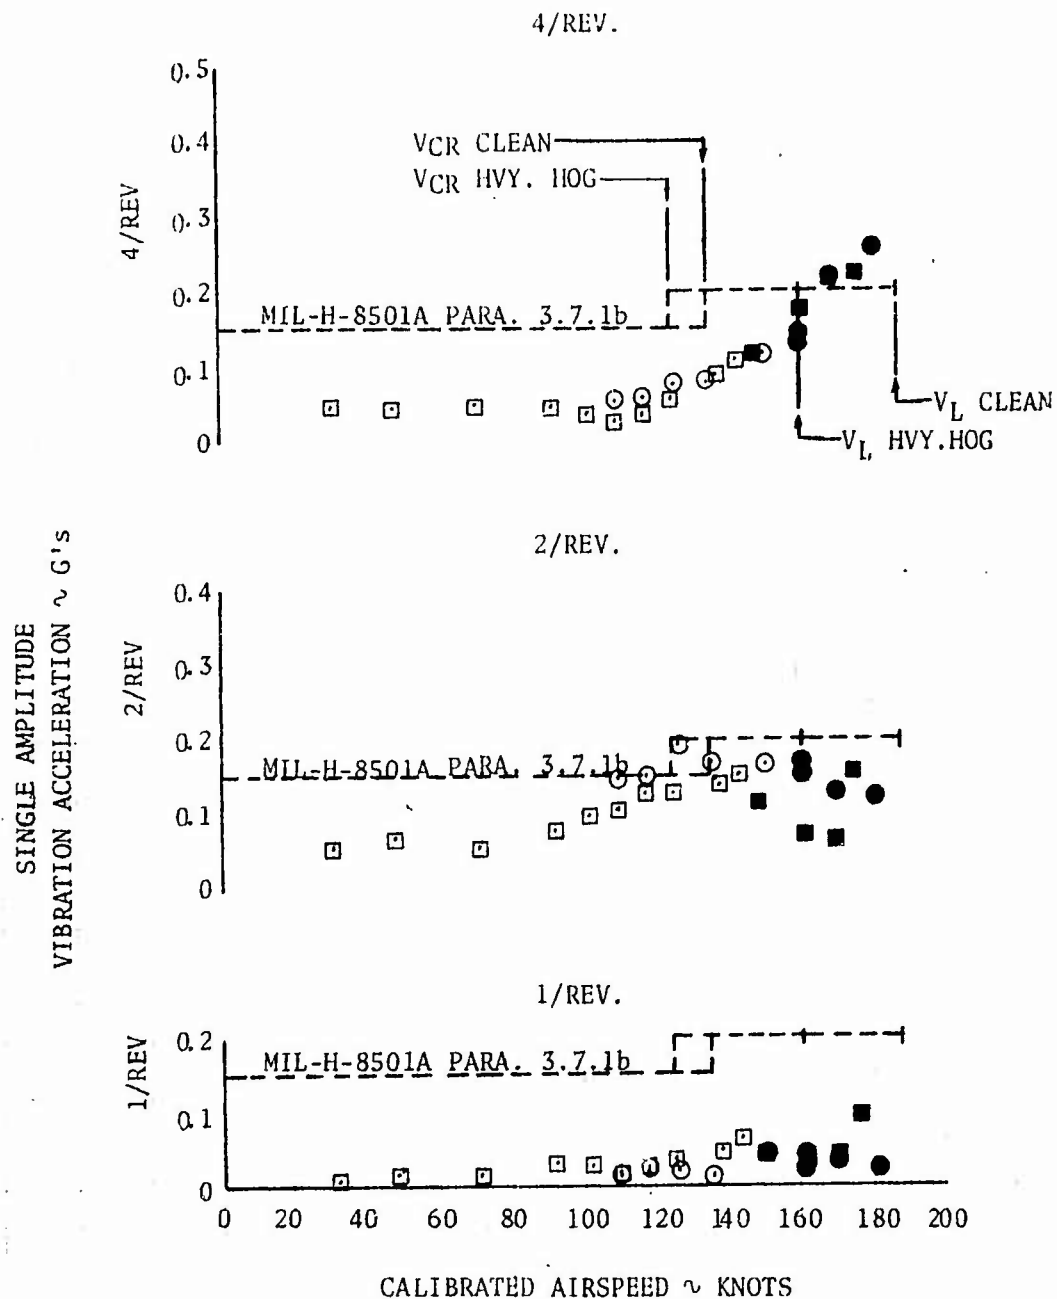 4/REV.
0.5
0.4
0.3
0.2
0.1
0
4/REV
VCR CLEAN
VCR HVY. HOG
MIL-H-8501A PARA. 3.7.1b
VL CLEAN
VL HVY.HOG
SINGLE AMPLITUDE
VIBRATION ACCELERATION ~ G's
2/REV.
0.4
0.3
0.2
0.1
0
2/REV
MIL-H-8501A PARA. 3.7.1b
1/REV.
0.2
0.1
0
1/REV
MIL-H-8501A PARA. 3.7.1b
0 20 40 60 80 100 120 140 160 180 200
CALIBRATED AIRSPEED ~ KNOTS